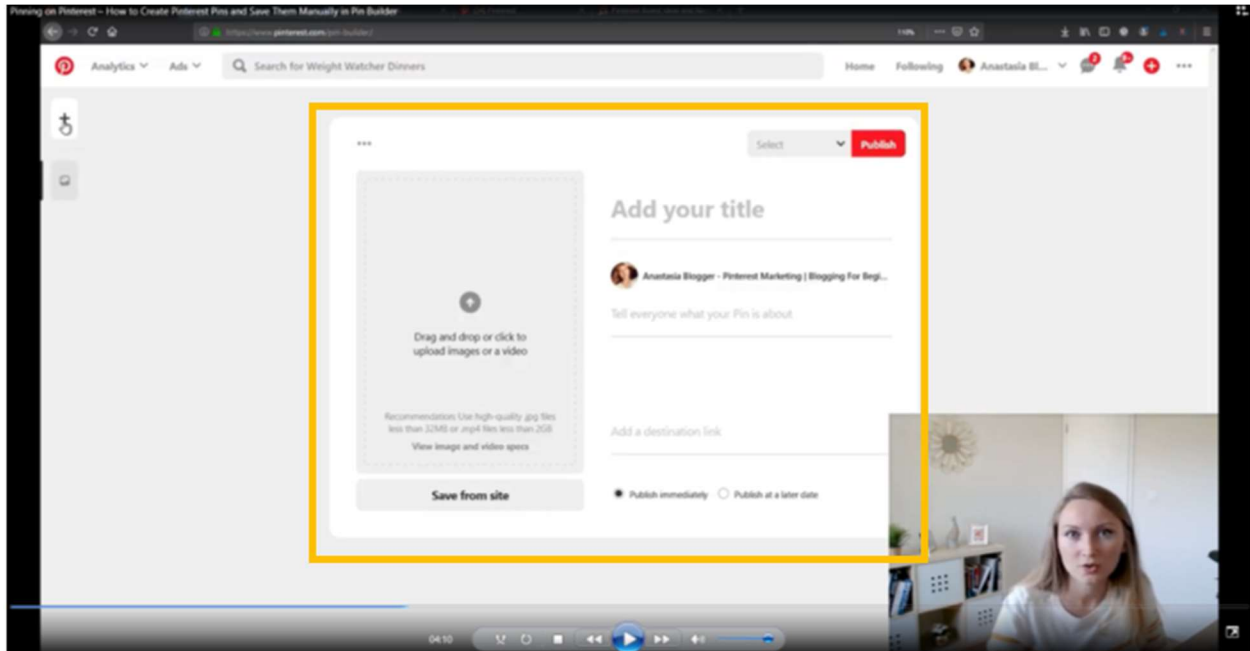 Pinning on Pinterest – How to Create Pinterest Pins and Save Them Manually in Pin Builder
https://www.pinterest.com/pin-builder/
110%
Analytics
Ads
Search for Weight Watcher Dinners
Home
Following
Anastasia Bl...
2
9+
Select
Publish
Add your title
Anastasia Blogger - Pinterest Marketing | Blogging For Begi...
Tell everyone what your Pin is about
Drag and drop or click to
upload images or a video
Recommendation: Use high-quality .jpg files
less than 32MB or .mp4 files less than 2GB
View image and video specs
Add a destination link
Save from site
Publish immediately
Publish at a later date
04:10